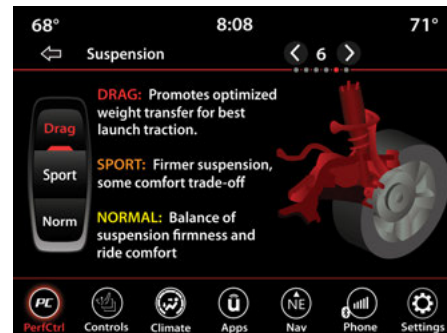 68°
8:08
71°
Suspension
6
DRAG: Promotes optimized
weight transfer for best
launch traction.
Drag
Sport
Norm
SPORT: Firmer suspension,
some comfort trade-off
NORMAL: Balance of
suspension firmness and
ride comfort
PC
ü
NE
PerfCtrl
Controls
Climate
Apps
Nav
Phone
Settings